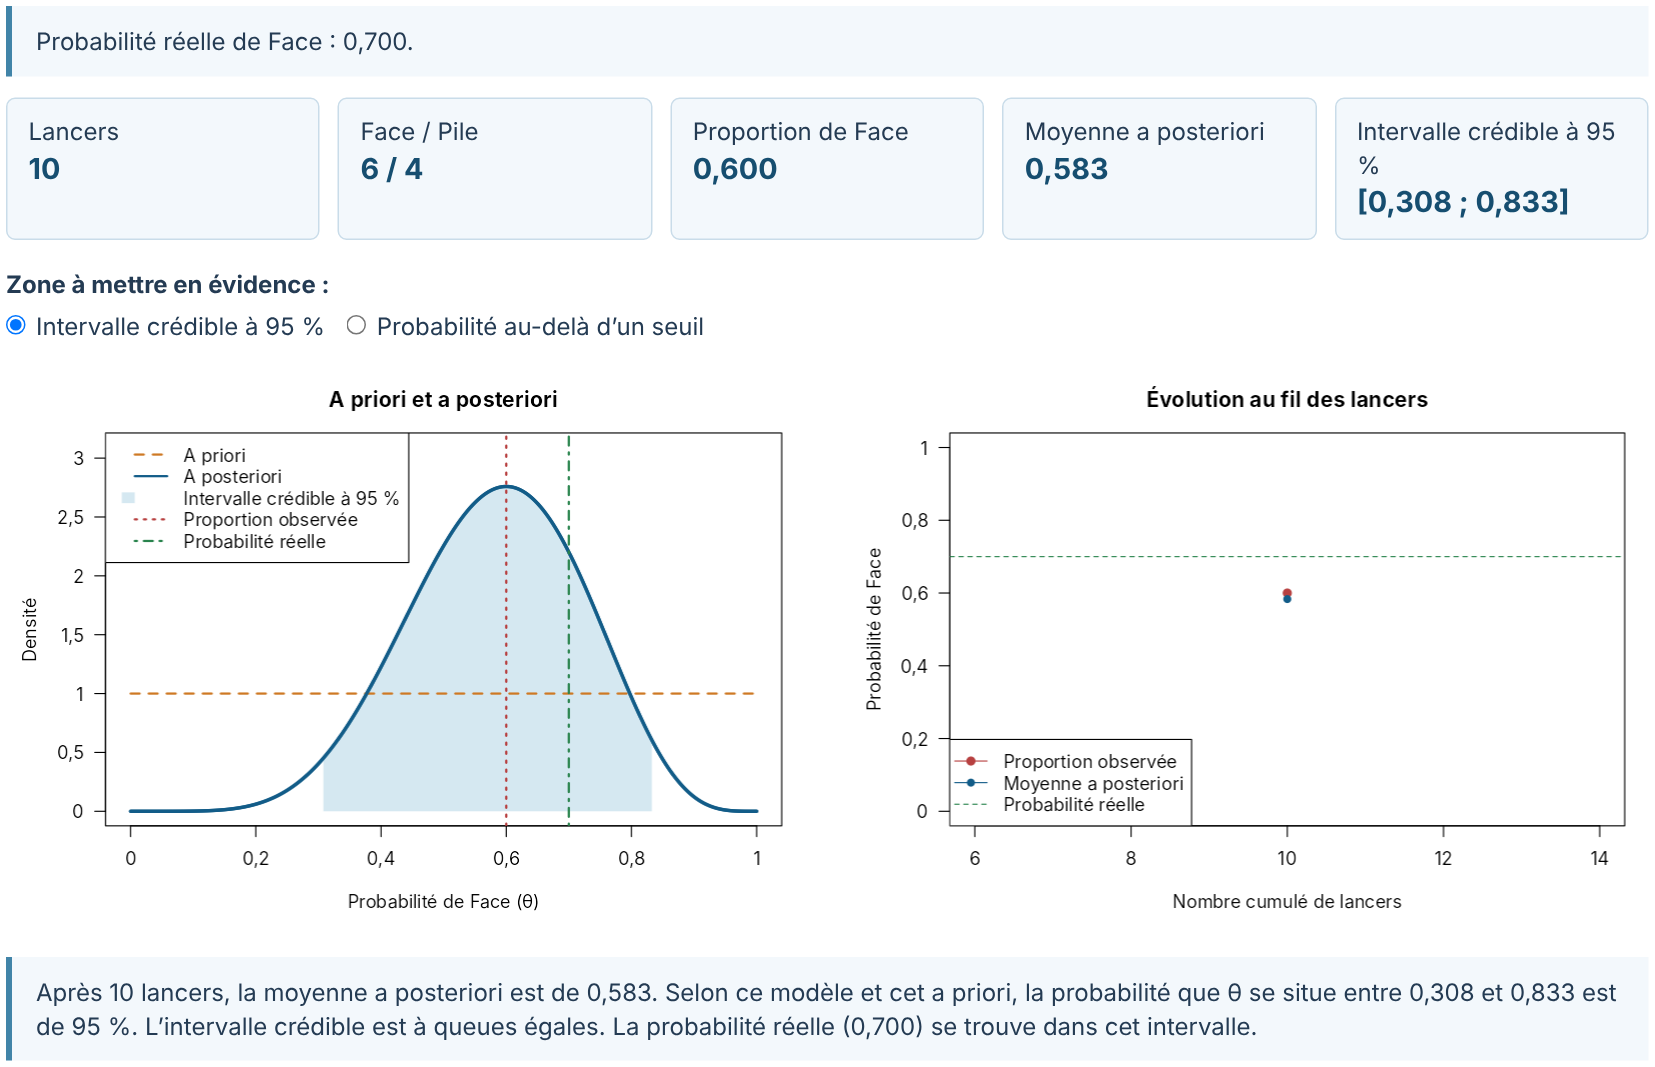 Probabilité réelle de Face : 0,700.
Lancers
10
Face / Pile
6 / 4
Proportion de Face
0,600
Moyenne a posteriori
0,583
Intervalle crédible à 95
%
[0,308 ; 0,833]
Zone à mettre en évidence :
Intervalle crédible à 95 %
Probabilité au-delà d’un seuil
A priori et a posteriori
A priori
A posteriori
Intervalle crédible à 95 %
Proportion observée
Probabilité réelle
Densité
3
2,5
2
1,5
1
0,5
0
0
0,2
0,4
0,6
0,8
1
Probabilité de Face (θ)
Évolution au fil des lancers
Probabilité de Face
1
0,8
0,6
0,4
0,2
0
Proportion observée
Moyenne a posteriori
Probabilité réelle
6
8
10
12
14
Nombre cumulé de lancers
Après 10 lancers, la moyenne a posteriori est de 0,583. Selon ce modèle et cet a priori, la probabilité que θ se situe entre 0,308 et 0,833 est
de 95 %. L’intervalle crédible est à queues égales. La probabilité réelle (0,700) se trouve dans cet intervalle.